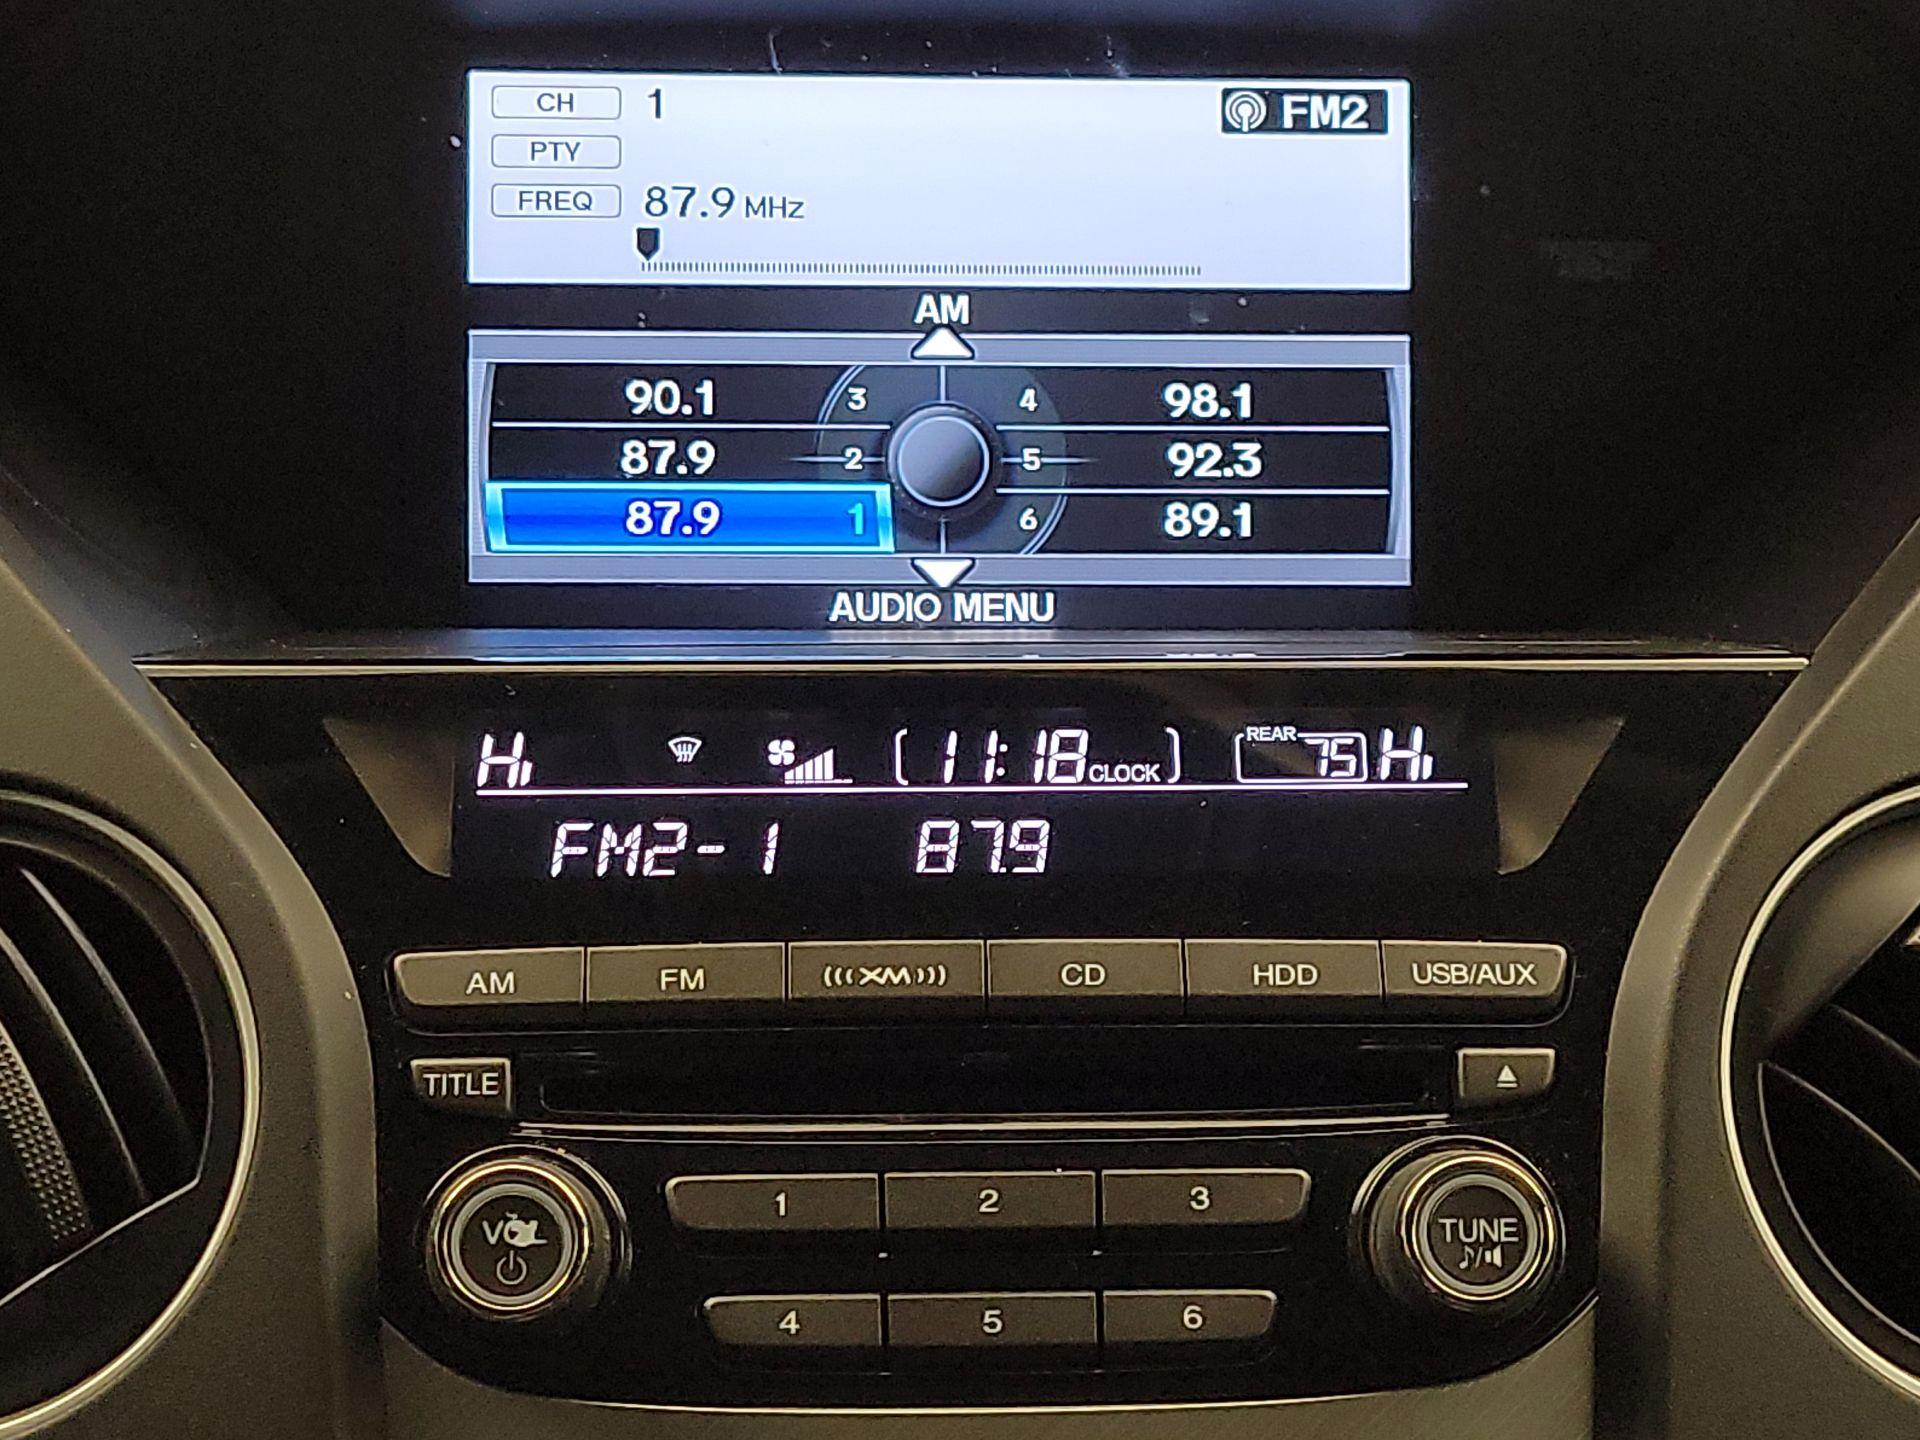 CH 1 FM2
PTY
FREQ 87.9 MHz
AM
90.1 3 4 98.1
87.9 2 5 92.3
87.9 1 6 89.1
AUDIO MENU
Hi 11:18 CLOCK REAR 75 Hi
FM2-1 87.9
AM FM XM CD HDD USB/AUX
TITLE
VOL
1 2 3
TUNE
4 5 6